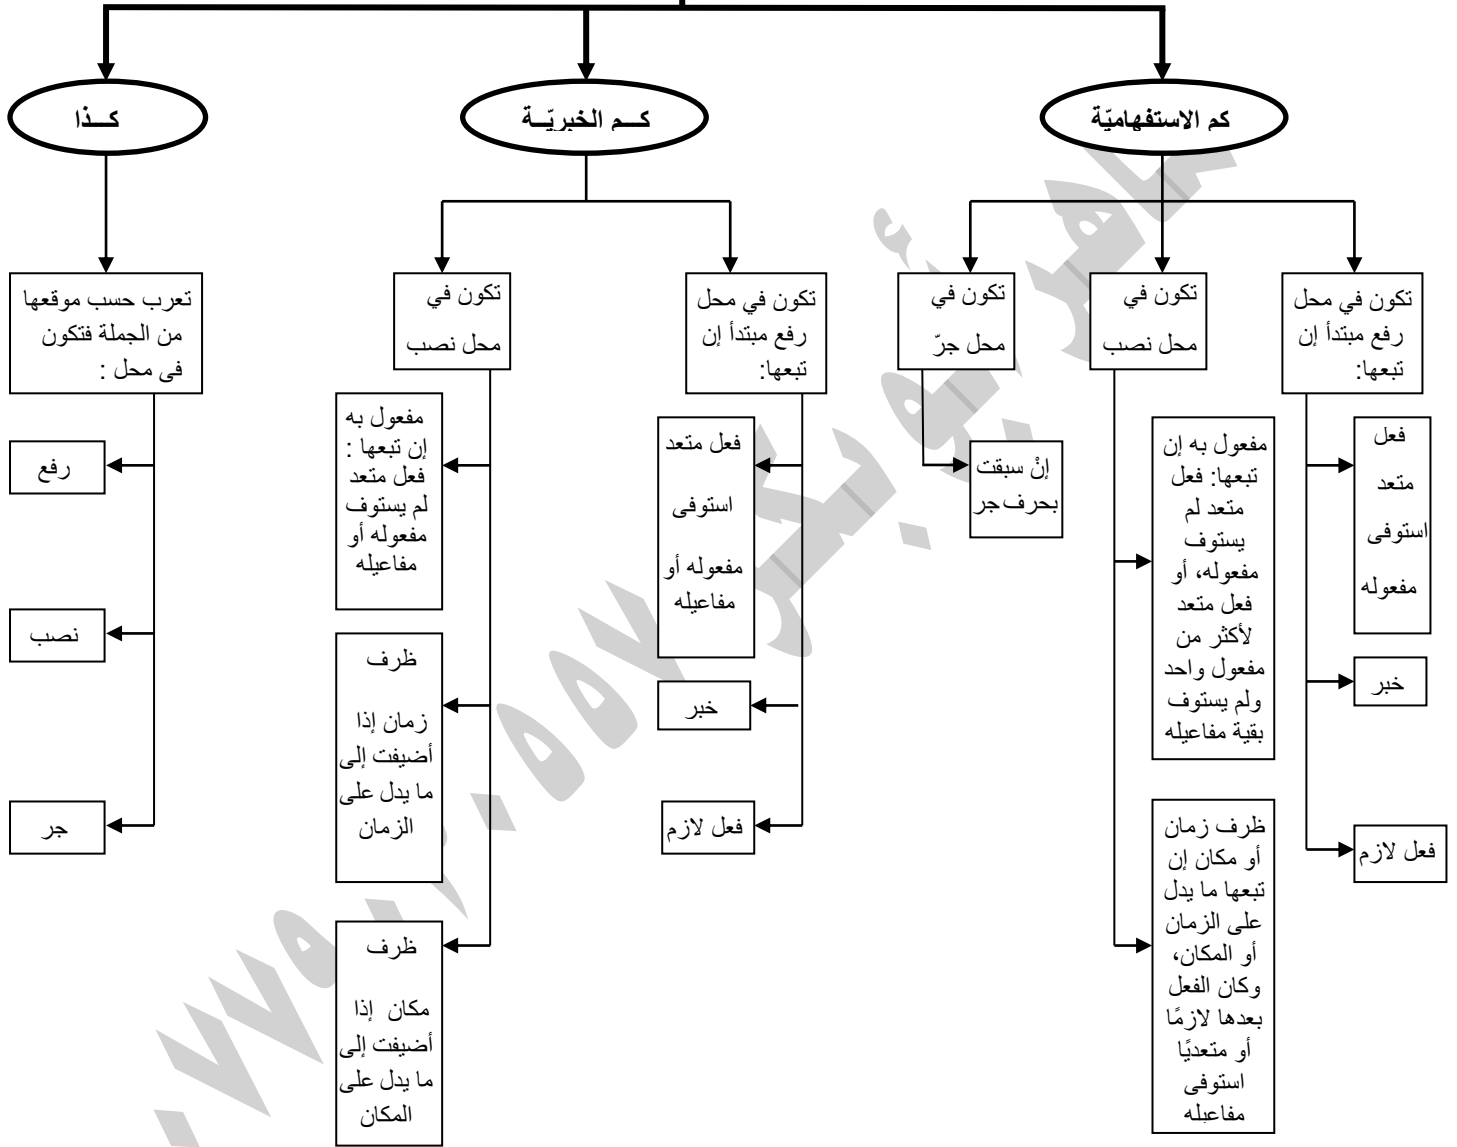 كم الاستفهاميّة
كــم الخبريّــة
كــذا
تكون في محل
رفع مبتدأ إن
تبعها:
فعل
متعد
استوفى
مفعوله
خبر
فعل لازم
تكون في
محل نصب
مفعول به إن
تبعها: فعل
متعد لم
يستوف
مفعوله، أو
فعل متعد
لأكثر من
مفعول واحد
ولم يستوف
بقية مفاعيله
ظرف زمان
أو مكان إن
تبعها ما يدل
على الزمان
أو المكان،
وكان الفعل
بعدها لازمًا
أو متعديًا
استوفى
مفاعيله
تكون في
محل جرّ
إنْ سبقت
بحرف جر
تكون في محل
رفع مبتدأ إن
تبعها:
فعل متعد
استوفى
مفعوله أو
مفاعيله
خبر
فعل لازم
تكون في
محل نصب
مفعول به
إن تبعها :
فعل متعد
لم يستوف
مفعوله أو
مفاعيله
ظرف
زمان إذا
أضيفت إلى
ما يدل على
الزمان
ظرف
مكان إذا
أضيفت إلى
ما يدل على
المكان
تعرب حسب موقعها
من الجملة فتكون
في محل :
رفع
نصب
جر